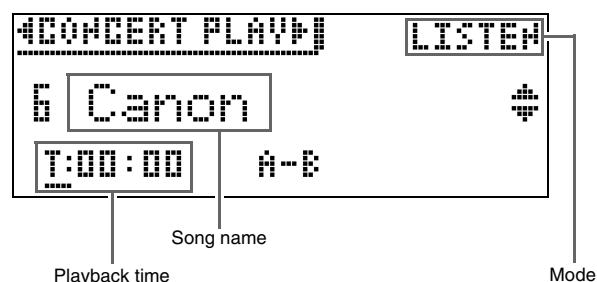 CONCERT PLAY LISTEN
6 Canon
T:00:00 A-B
Song name
Playback time
Mode